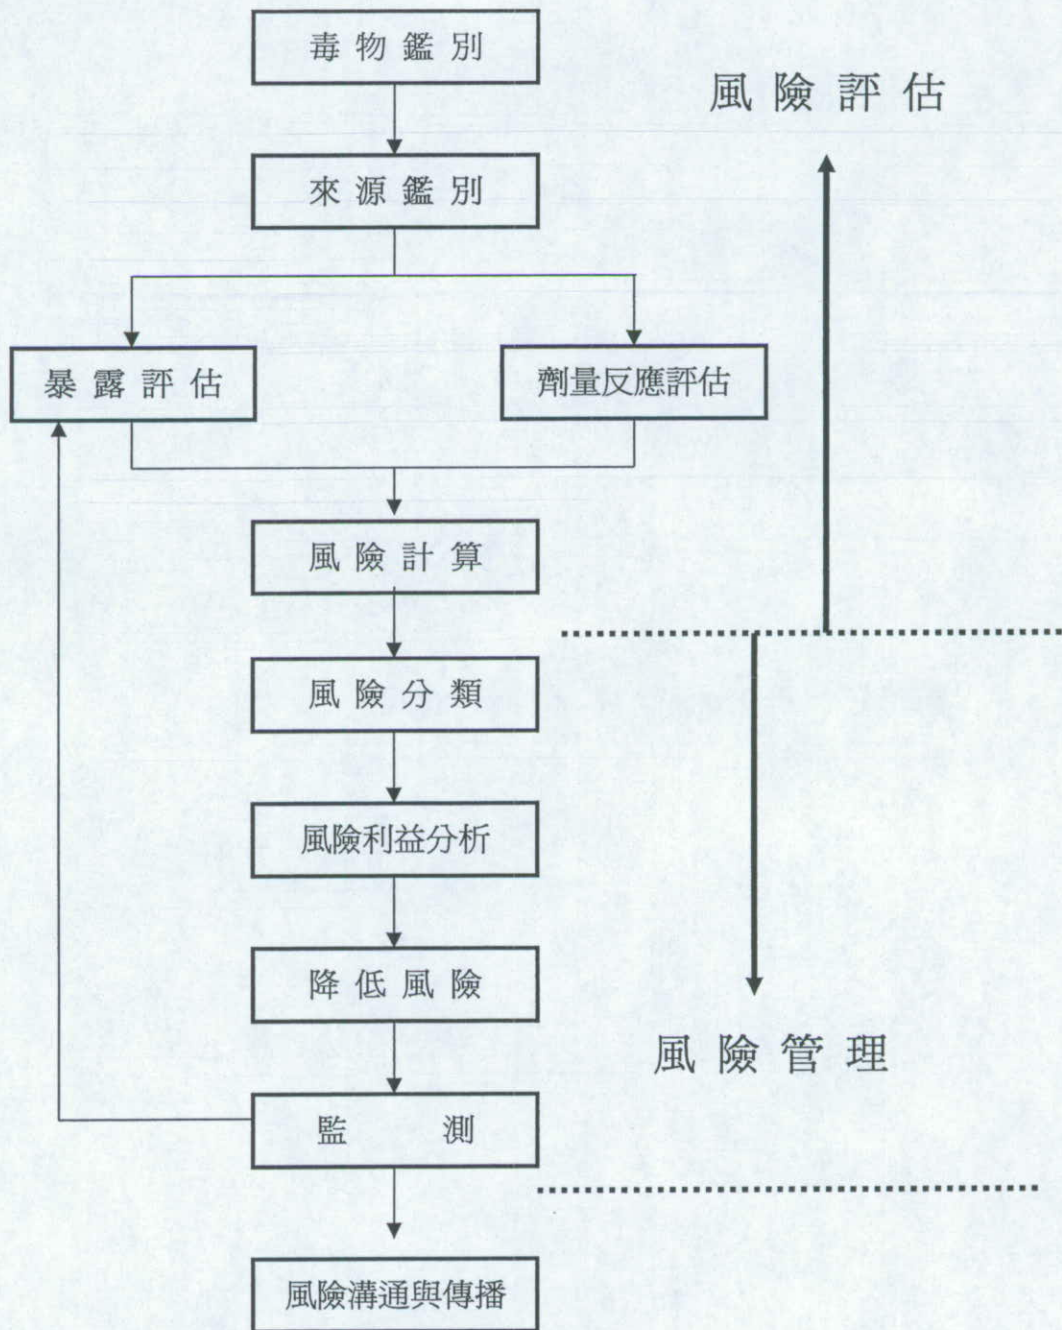 毒物鑑別
風險評估
來源鑑別
暴露評估
劑量反應評估
風險計算
風險分類
風險利益分析
降低風險
風險管理
監測
風險溝通與傳播